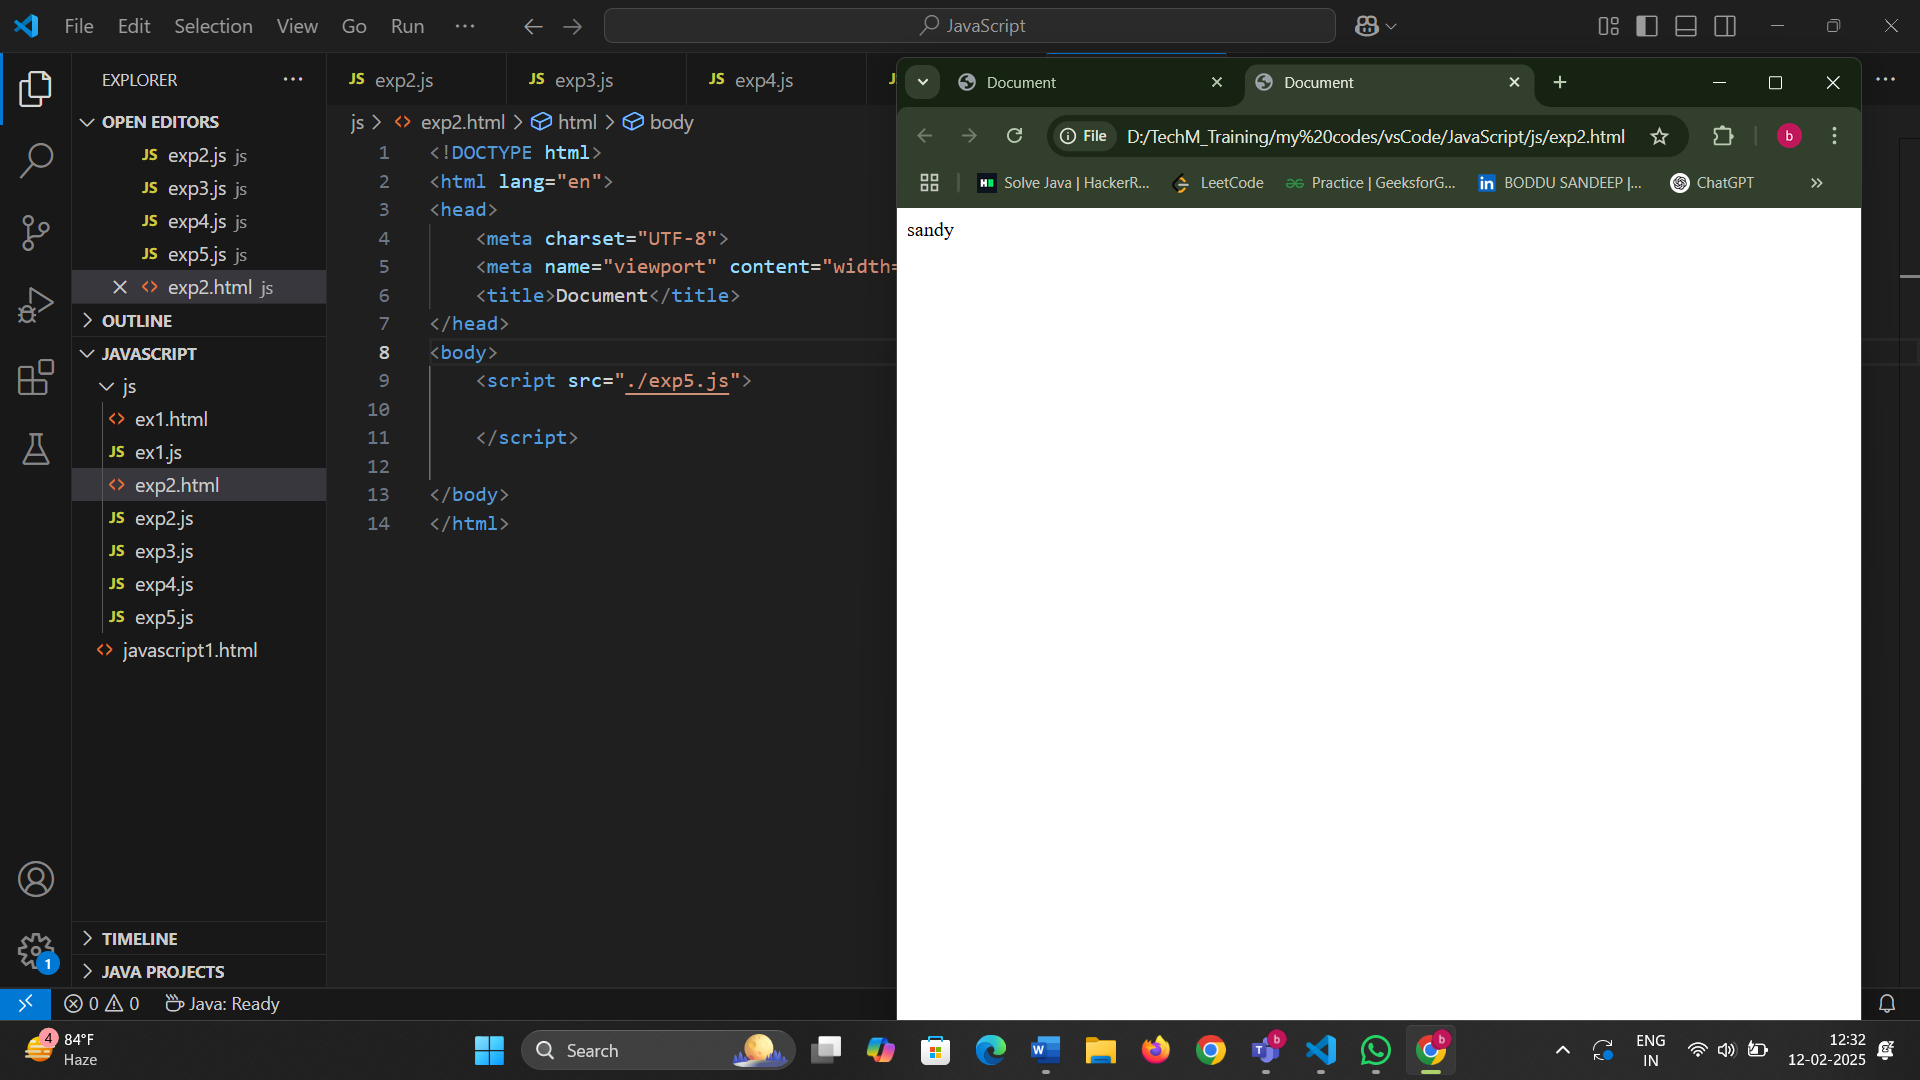 File Edit Selection View Go Run ··· JavaScript
EXPLORER ···
OPEN EDITORS
JS exp2.js js
JS exp3.js js
JS exp4.js js
JS exp5.js js
exp2.html js
OUTLINE
JAVASCRIPT
js
ex1.html
JS ex1.js
exp2.html
JS exp2.js
JS exp3.js
JS exp4.js
JS exp5.js
javascript1.html
TIMELINE
JAVA PROJECTS
1
JS exp2.js JS exp3.js JS exp4.js
js > exp2.html > html > body
1 <!DOCTYPE html>
2 <html lang="en">
3 <head>
4 <meta charset="UTF-8">
5 <meta name="viewport" content="width=
6 <title>Document</title>
7 </head>
8 <body>
9 <script src="./exp5.js">
10
11 </script>
12
13 </body>
14 </html>
Document Document
File D:/TechM_Training/my%20codes/vsCode/JavaScript/js/exp2.html b
Solve Java | HackerR... LeetCode Practice | GeeksforG... BODDU SANDEEP |... ChatGPT
sandy
0 0 Java: Ready
4 84°F
Haze
Search
ENG
IN
12:32
12-02-2025